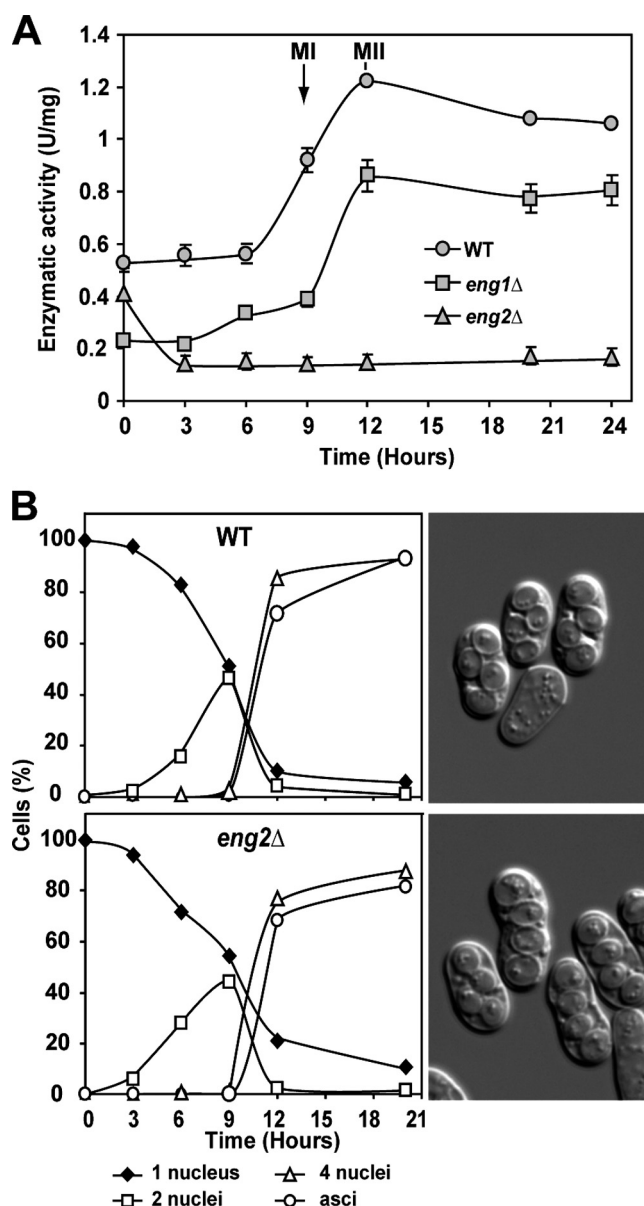 A
MI
MII
1.4
1.2
1
0.8
0.6
0.4
0.2
0
Enzymatic activity (U/mg)
WT
eng1Δ
eng2Δ
0 3 6 9 12 15 18 21 24
Time (Hours)
B
WT
100
80
60
40
20
0
Cells (%)
eng2Δ
100
80
60
40
20
0
0 3 6 9 12 15 18 21
Time (Hours)
1 nucleus
4 nuclei
2 nuclei
asci